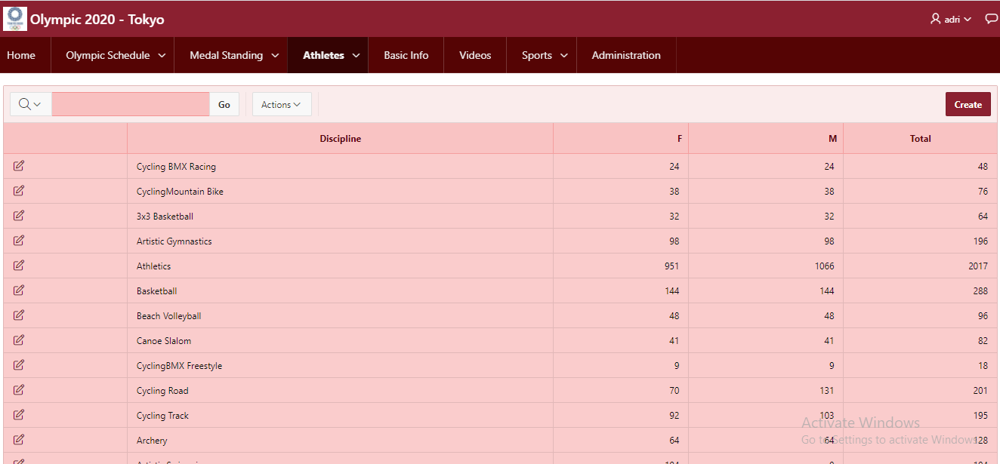 Olympic 2020 - Tokyo adri
Home Olympic Schedule Medal Standing Athletes Basic Info Videos Sports Administration
Go Actions Create
Discipline F M Total
Cycling BMX Racing 24 24 48
CyclingMountain Bike 38 38 76
3x3 Basketball 32 32 64
Artistic Gymnastics 98 98 196
Athletics 951 1066 2017
Basketball 144 144 288
Beach Volleyball 48 48 96
Canoe Slalom 41 41 82
CyclingBMX Freestyle 9 9 18
Cycling Road 70 131 201
Cycling Track 92 103 195
Activate Windows
Archery 64 64 128
Go to Settings to activate Windows.